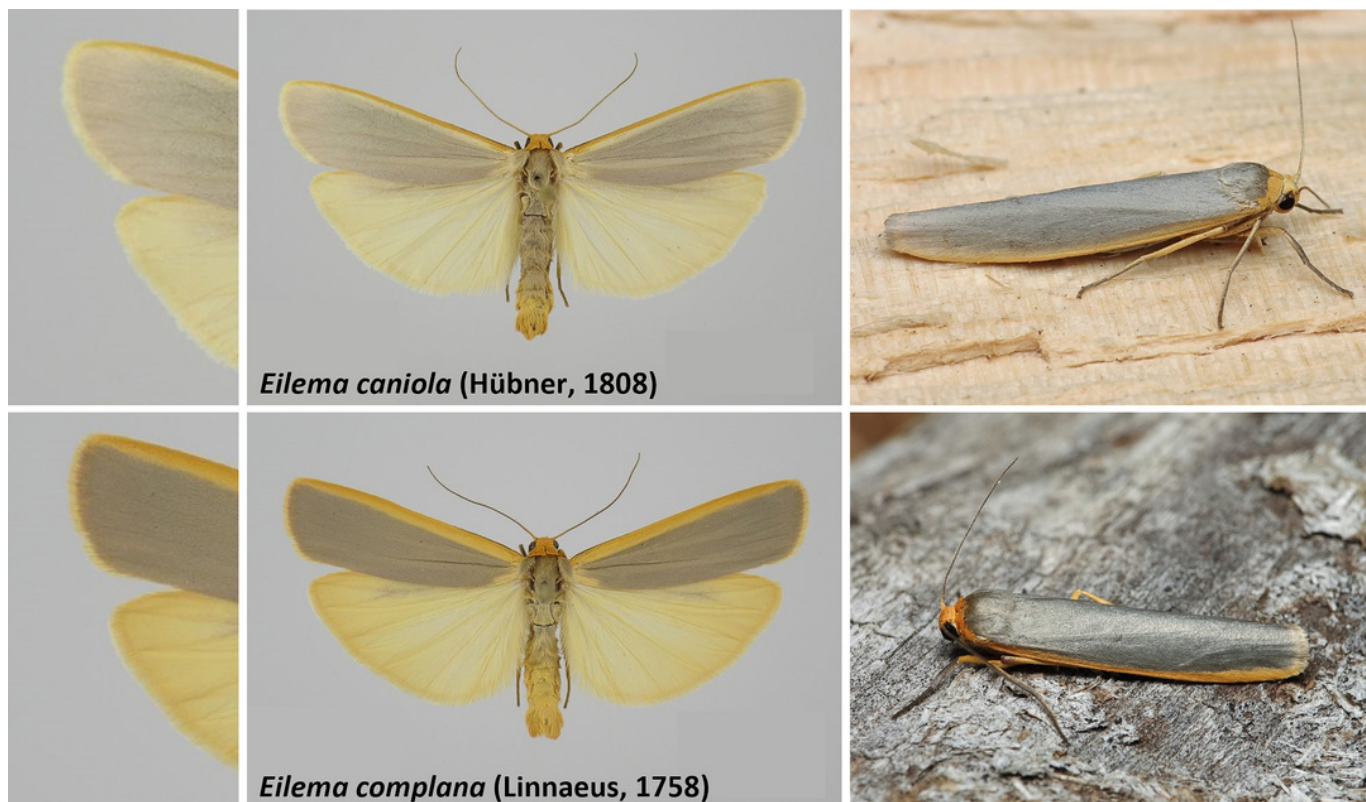 Eilema caniola (Hübner, 1808)
Eilema complana (Linnaeus, 1758)